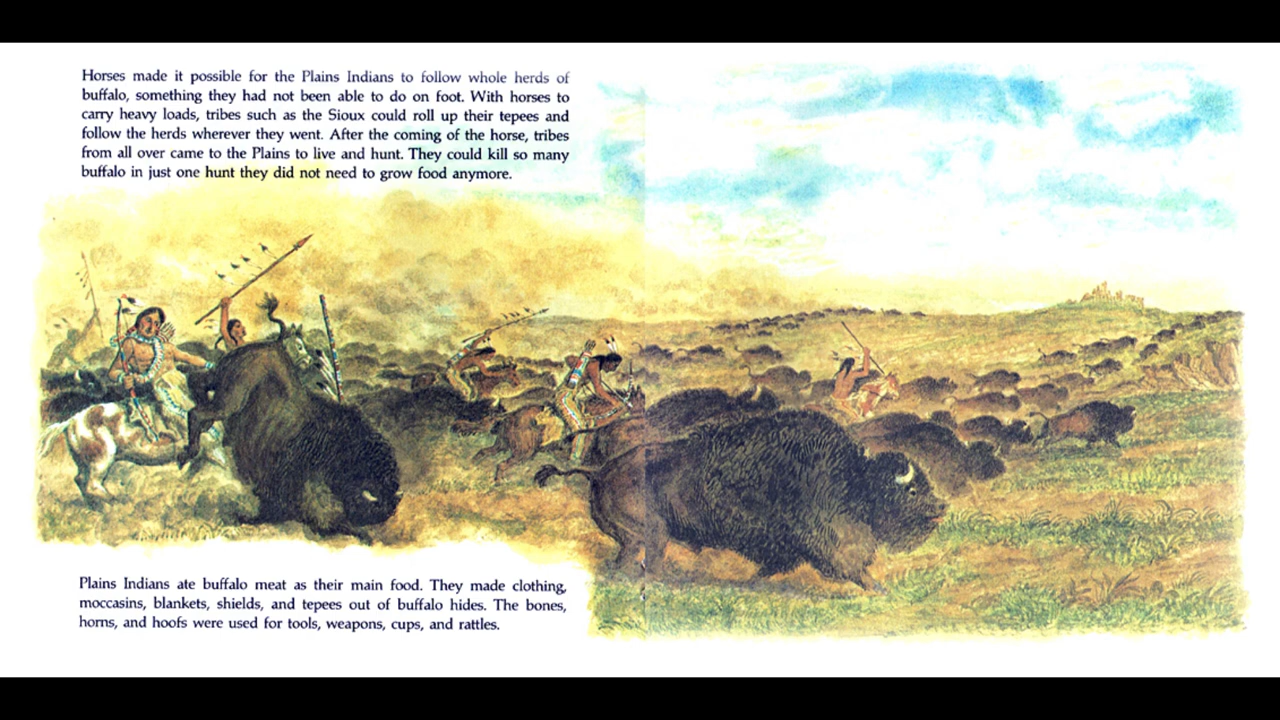 Horses made it possible for the Plains Indians to follow whole herds of
buffalo, something they had not been able to do on foot. With horses to
carry heavy loads, tribes such as the Sioux could roll up their tepees and
follow the herds wherever they went. After the coming of the horse, tribes
from all over came to the Plains to live and hunt. They could kill so many
buffalo in just one hunt they did not need to grow food anymore.
Plains Indians ate buffalo meat as their main food. They made clothing,
moccasins, blankets, shields, and tepees out of buffalo hides. The bones,
horns, and hoofs were used for tools, weapons, cups, and rattles.